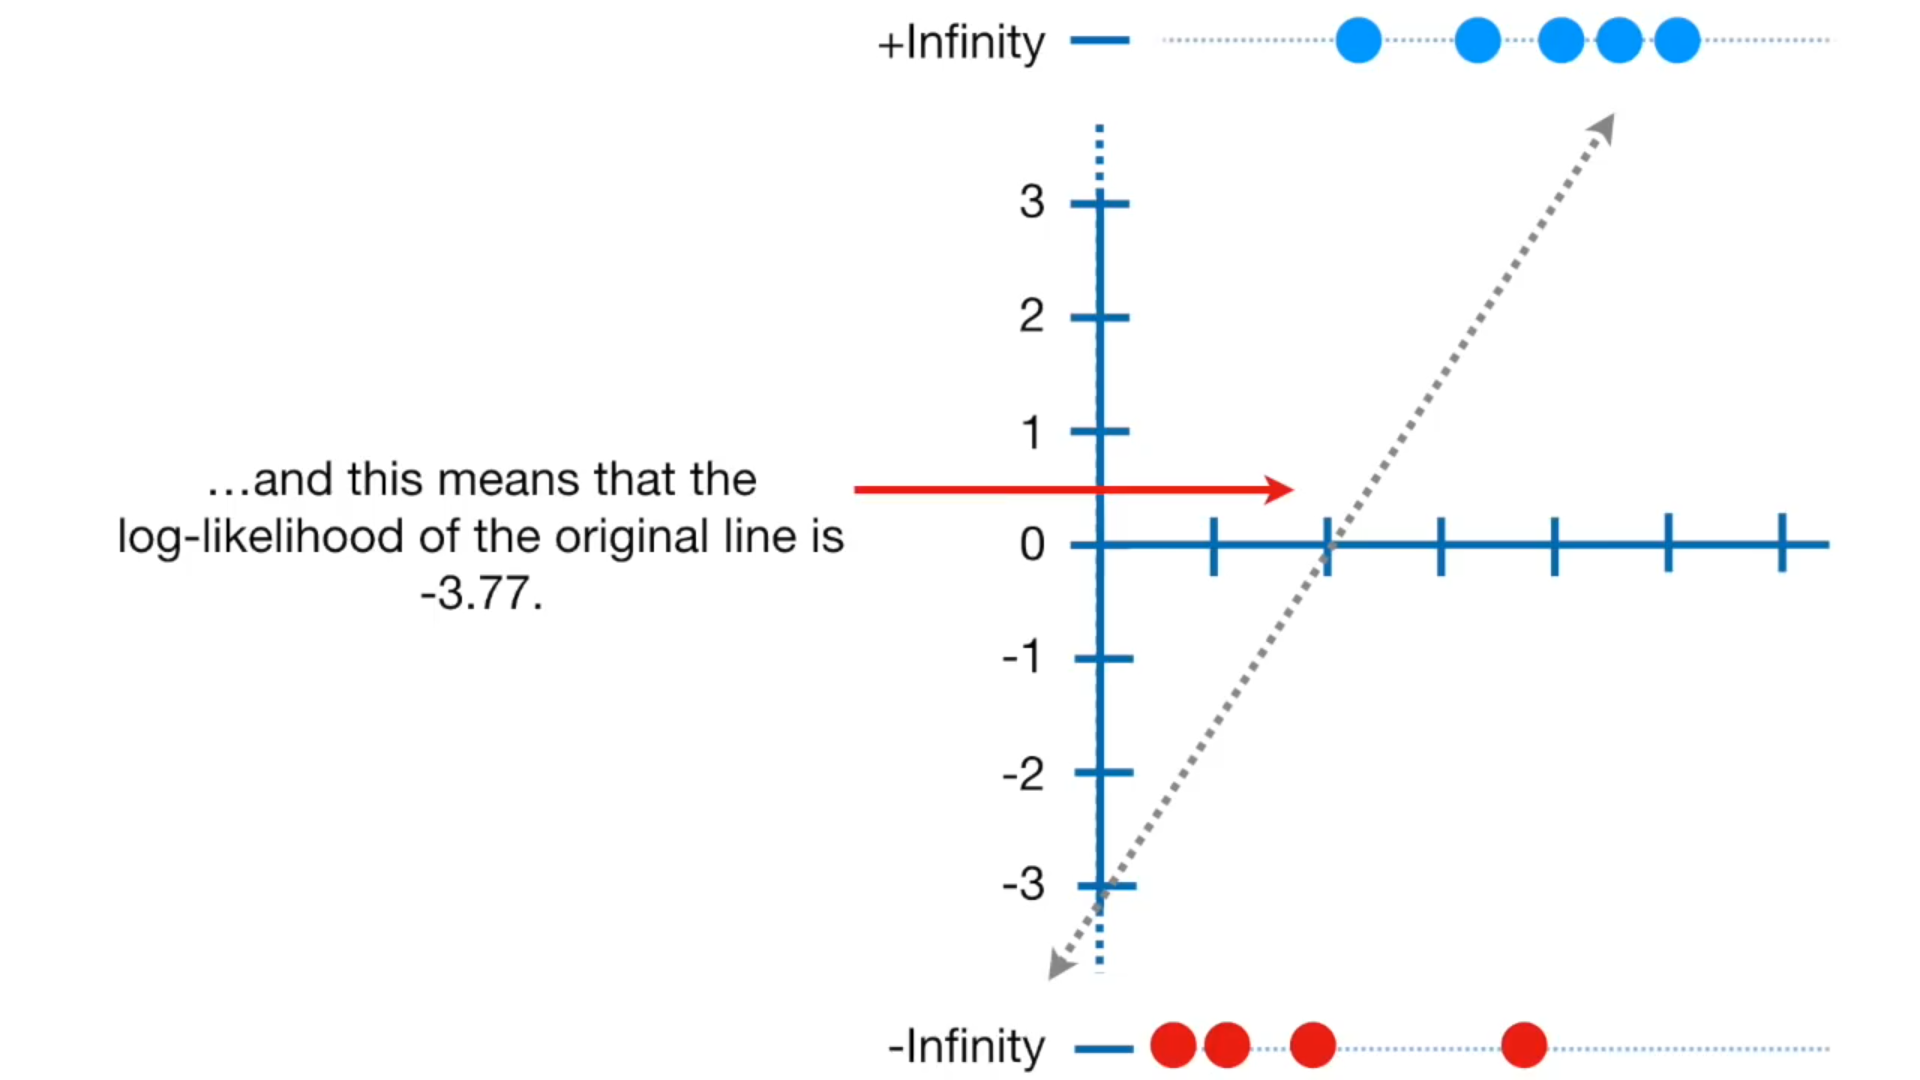 +Infinity
3
2
1
…and this means that the
log-likelihood of the original line is
-3.77.
0
-1
-2
-3
-Infinity